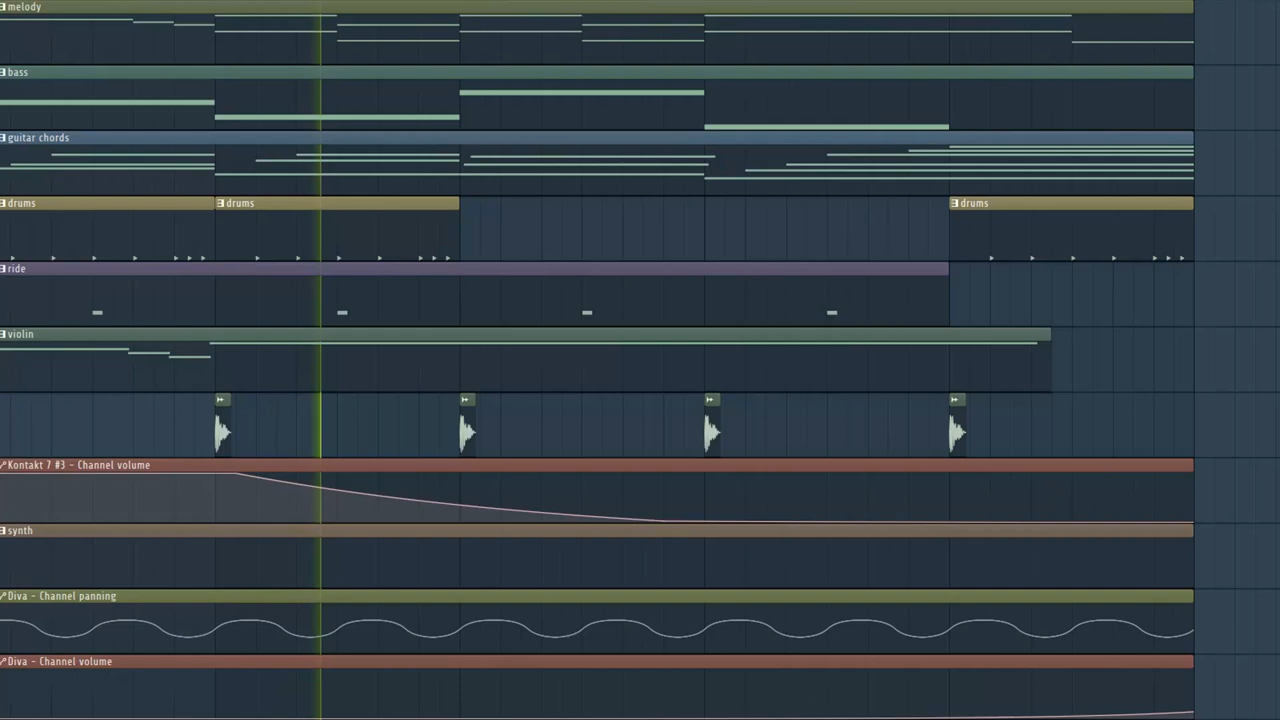 melody
bass
guitar chords
drums
drums
drums
ride
violin
Kontakt 7 #3 - Channel volume
synth
Diva - Channel panning
Diva - Channel volume